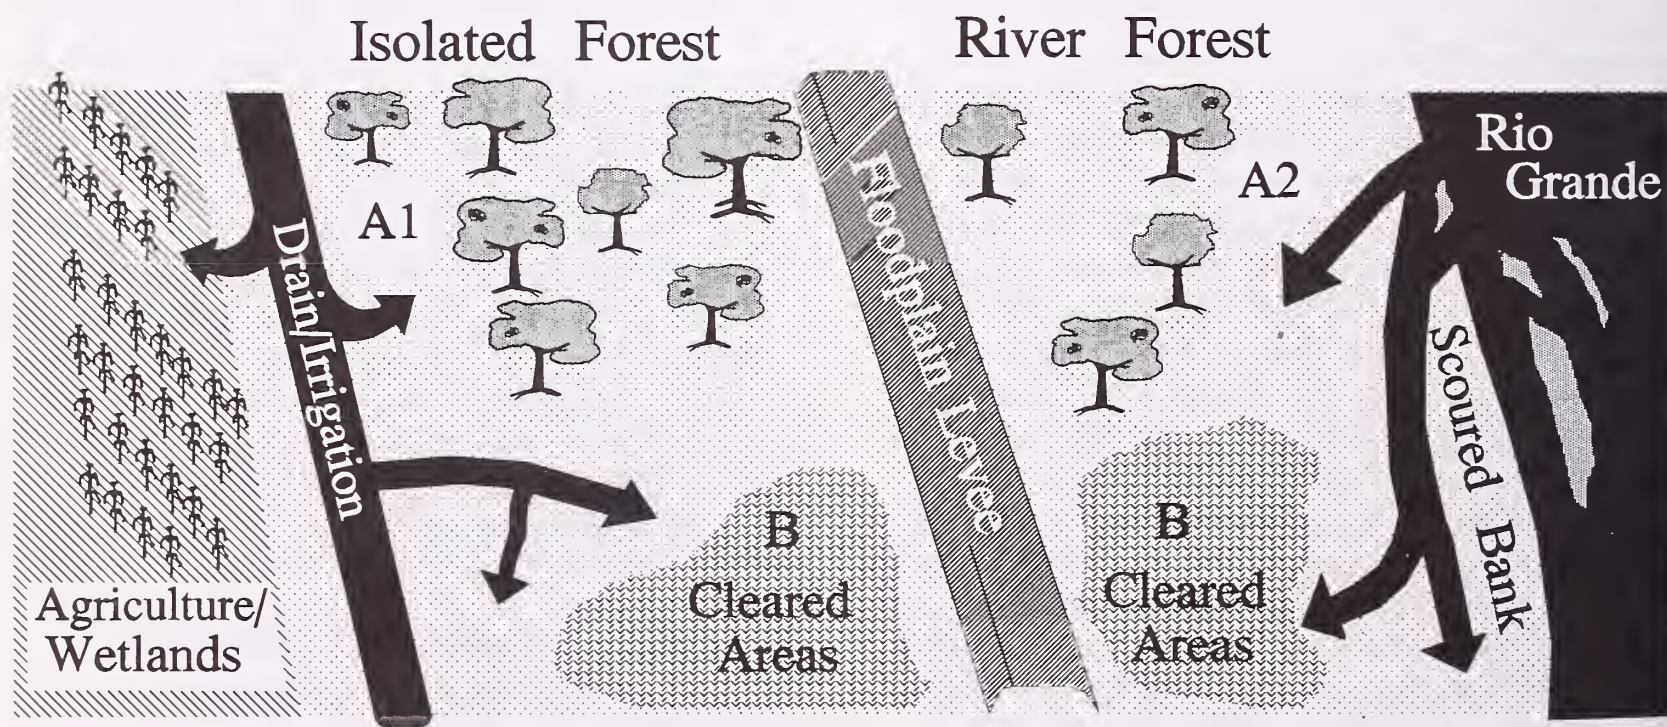 Isolated Forest
River Forest
Rio
Grande
A1
A2
Drain/Irrigation
Floodplain Levee
Scoured Bank
B
Cleared
Areas
B
Cleared
Areas
Agriculture/
Wetlands